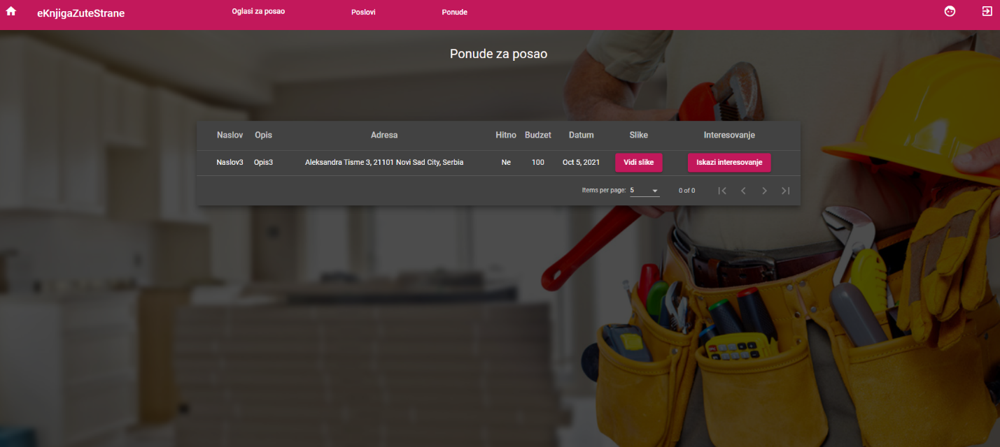 eKnjigaZuteStrane Oglasi za posao Poslovi Ponude
Ponude za posao
Naslov Opis Adresa Hitno Budzet Datum Slike Interesovanje
Naslov3 Opis3 Aleksandra Tisme 3, 21101 Novi Sad City, Serbia Ne 100 Oct 5, 2021 Vidi slike Iskazi interesovanje
Items per page: 5 0 of 0